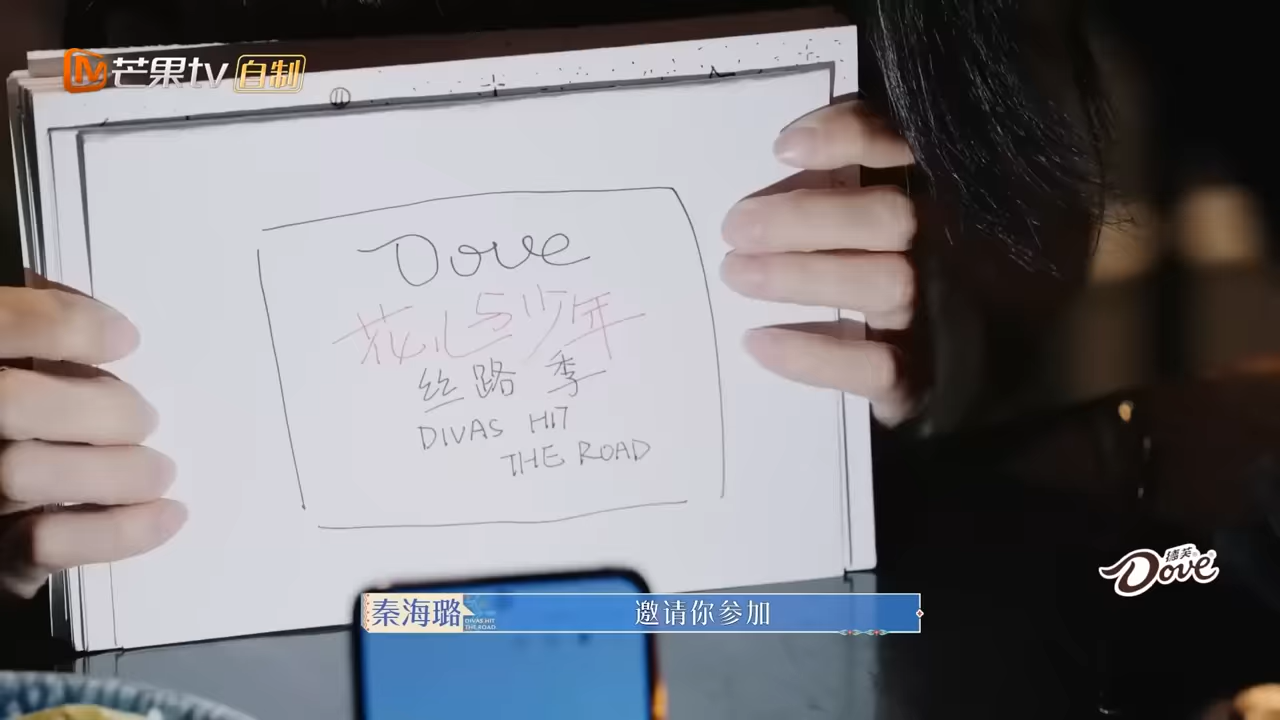 芒果tv 自制
Dove
花儿与少年
丝路 季
DIVAS HIT
THE ROAD
德芙
Dove
秦海璐 DIVAS HIT THE ROAD 邀请你参加